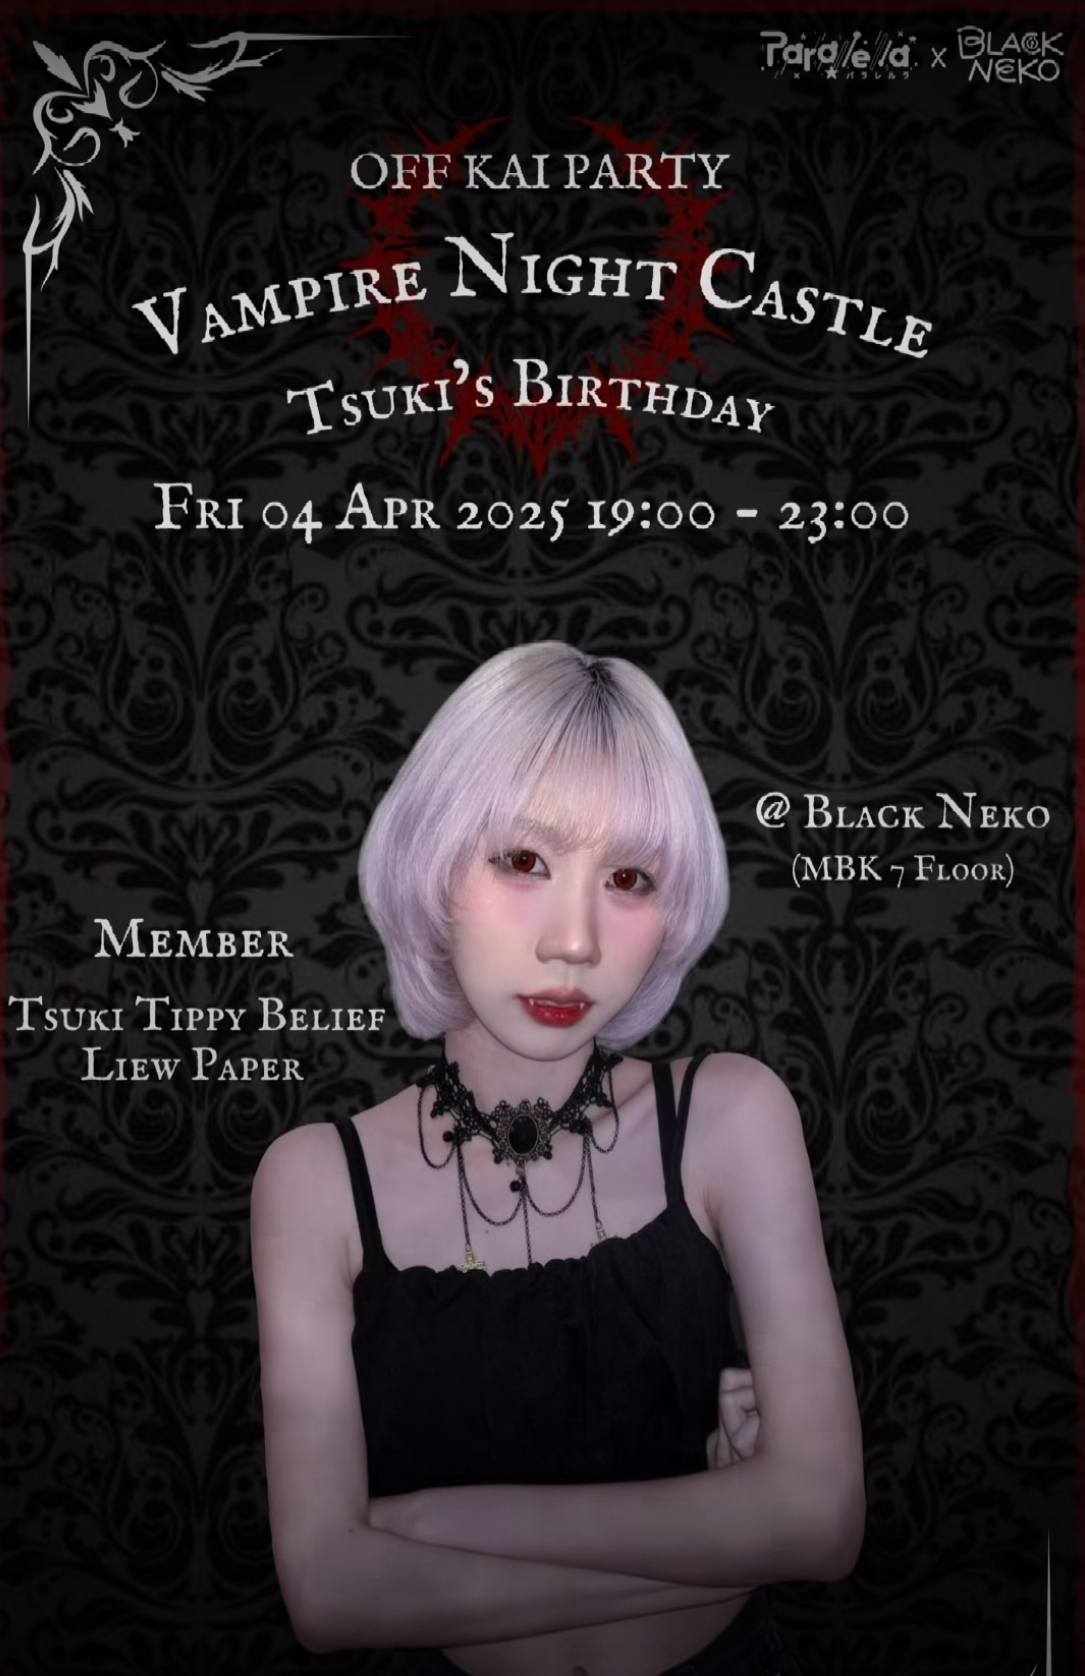 Parallella x BLACK NEKO
パラレルラ
OFF KAI PARTY
VAMPIRE NIGHT CASTLE
TSUKI'S BIRTHDAY
FRI 04 APR 2025 19:00 - 23:00
@ BLACK NEKO
(MBK 7 FLOOR)
MEMBER
TSUKI TIPPY BELIEF
LIEW PAPER